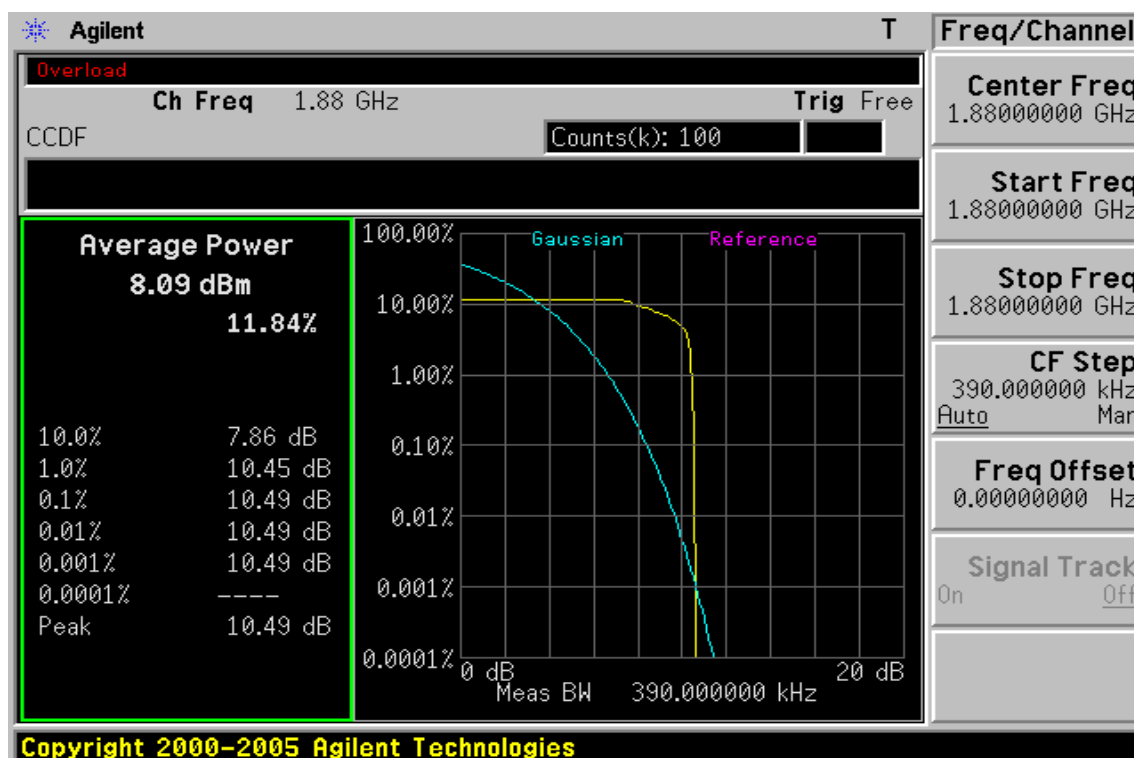 Agilent T
Freq/Channel
Overload
Ch Freq 1.88 GHz Trig Free
CCDF Counts(k): 100
Average Power
8.09 dBm
11.84%
10.0% 7.86 dB
1.0% 10.45 dB
0.1% 10.49 dB
0.01% 10.49 dB
0.001% 10.49 dB
0.0001% ----
Peak 10.49 dB
Gaussian Reference
100.00%
10.00%
1.00%
0.10%
0.01%
0.001%
0.0001%
0 dB 20 dB
Meas BW 390.000000 kHz
Center Freq
1.88000000 GHz
Start Freq
1.88000000 GHz
Stop Freq
1.88000000 GHz
CF Step
390.000000 kHz
Auto Man
Freq Offset
0.00000000 Hz
Signal Track
On Off
Copyright 2000-2005 Agilent Technologies